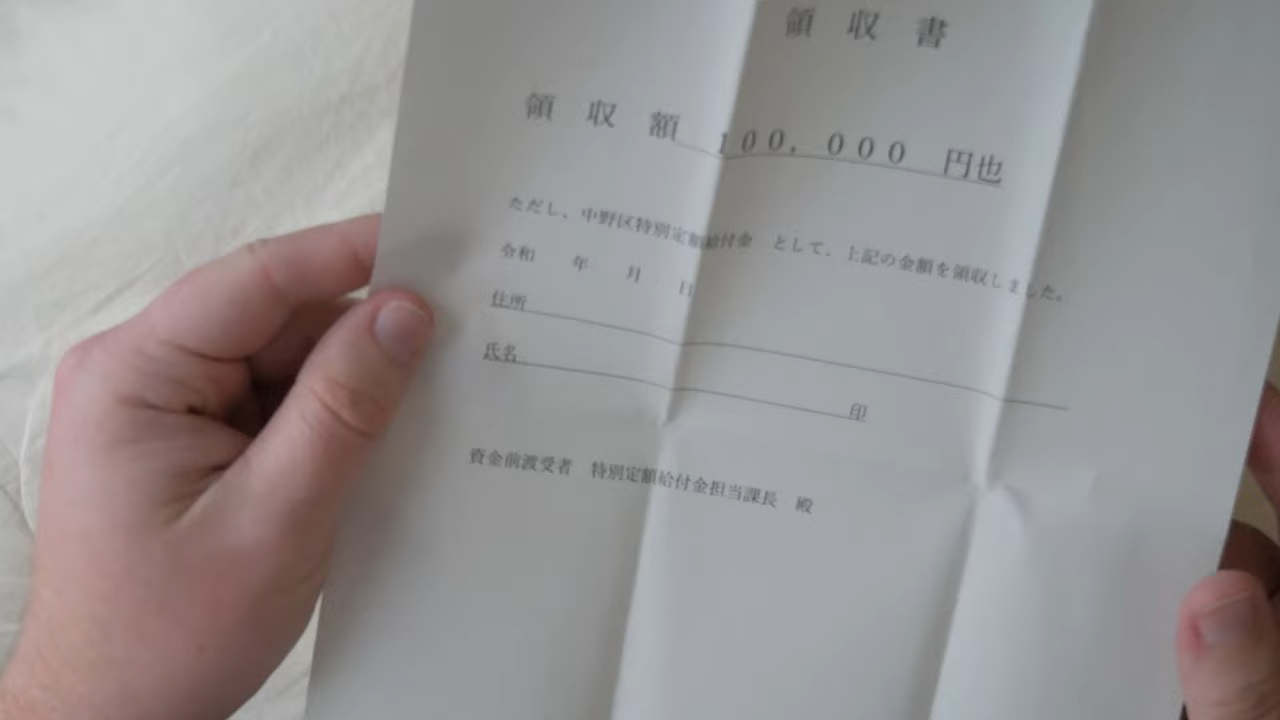 領収書
領収額 100,000 円也
ただし、中野区特別定額給付金 として、上記の金額を領収しました。
令和 年 月 日
住所
氏名 印
資金前渡受者 特別定額給付金担当課長 殿